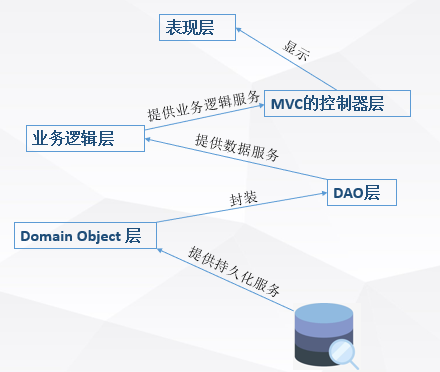 表现层
显示
MVC的控制器层
提供业务逻辑服务
业务逻辑层
提供数据服务
DAO层
封装
Domain Object 层
提供持久化服务